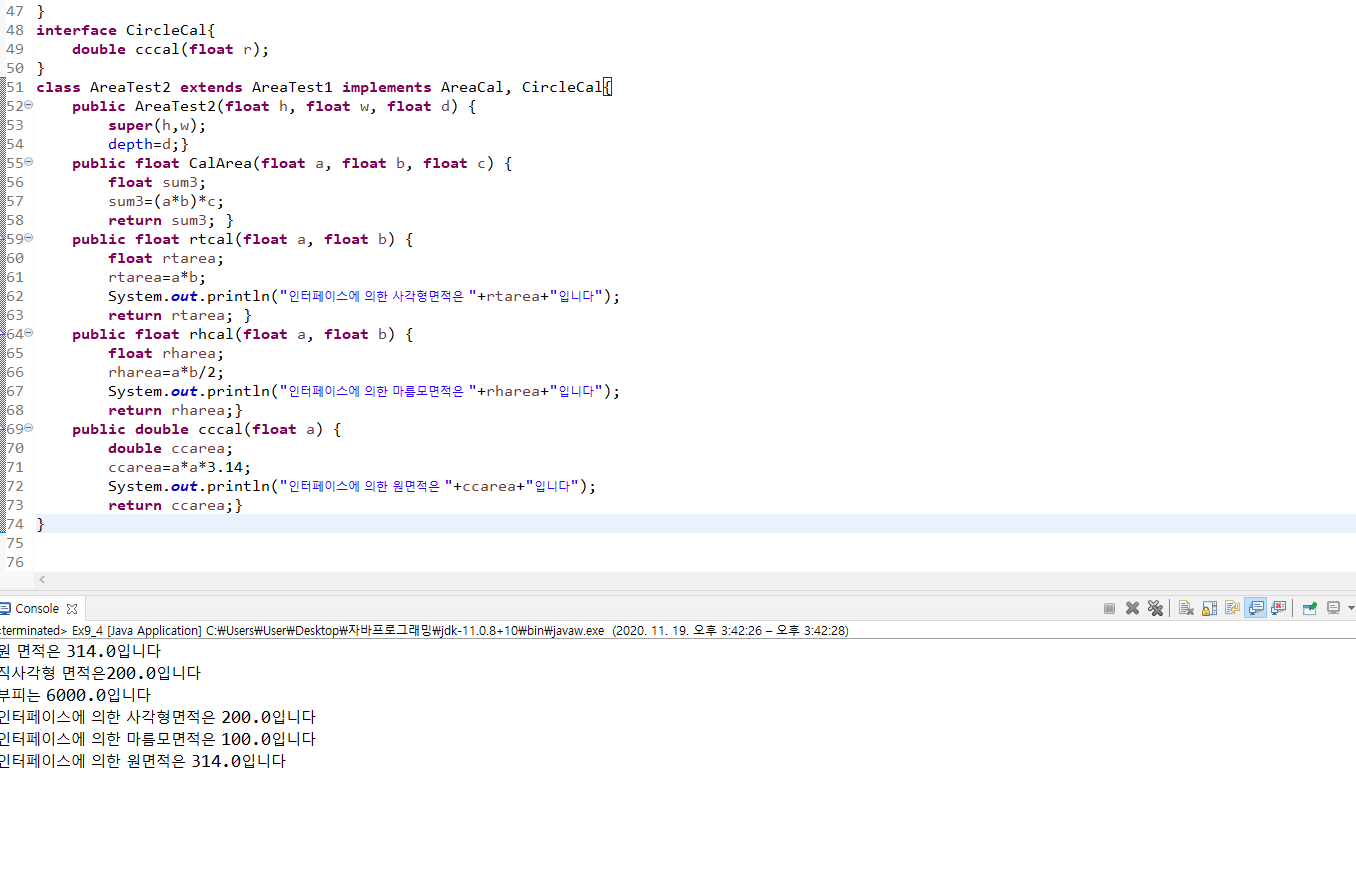 47 }
48 interface CircleCal{
49     double cccal(float r);
50 }
51 class AreaTest2 extends AreaTest1 implements AreaCal, CircleCal{
52     public AreaTest2(float h, float w, float d) {
53         super(h,w);
54         depth=d;}
55     public float CalArea(float a, float b, float c) {
56         float sum3;
57         sum3=(a*b)*c;
58         return sum3; }
59     public float rtcal(float a, float b) {
60         float rtarea;
61         rtarea=a*b;
62         System.out.println("인터페이스에 의한 사각형면적은 "+rtarea+"입니다");
63         return rtarea; }
64     public float rhcal(float a, float b) {
65         float rharea;
66         rharea=a*b/2;
67         System.out.println("인터페이스에 의한 마름모면적은 "+rharea+"입니다");
68         return rharea;}
69     public double cccal(float a) {
70         double ccarea;
71         ccarea=a*a*3.14;
72         System.out.println("인터페이스에 의한 원면적은 "+ccarea+"입니다");
73         return ccarea;}
74 }
75
76
Console
<terminated> Ex9_4 [Java Application] C:₩Users₩User₩Desktop₩자바프로그래밍₩jdk-11.0.8+10₩bin₩javaw.exe (2020. 11. 19. 오후 3:42:26 – 오후 3:42:28)
원 면적은 314.0입니다
직사각형 면적은200.0입니다
부피는 6000.0입니다
인터페이스에 의한 사각형면적은 200.0입니다
인터페이스에 의한 마름모면적은 100.0입니다
인터페이스에 의한 원면적은 314.0입니다